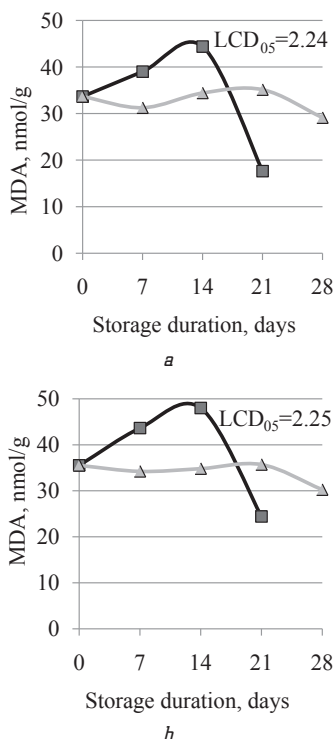 50
LCD05=2.24
40
30
20
10
0
0 7 14 21 28
MDA, nmol/g
Storage duration, days
a
50
LCD05=2.25
40
30
20
10
0
0 7 14 21 28
MDA, nmol/g
Storage duration, days
b